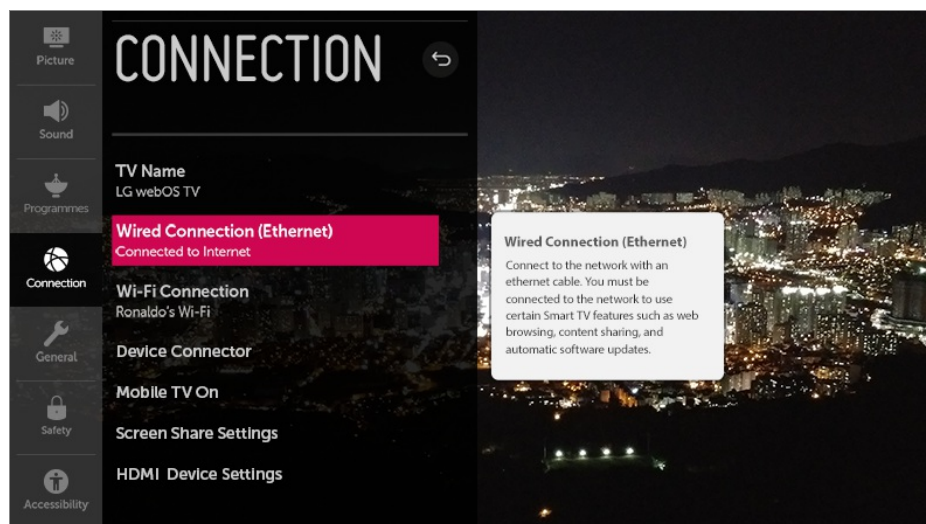 Picture
Sound
Programmes
Connection
General
Safety
Accessibility
CONNECTION
TV Name
LG webOS TV
Wired Connection (Ethernet)
Connected to Internet
Wi-Fi Connection
Ronaldo's Wi-Fi
Device Connector
Mobile TV On
Screen Share Settings
HDMI Device Settings
Wired Connection (Ethernet)
Connect to the network with an
ethernet cable. You must be
connected to the network to use
certain Smart TV features such as web
browsing, content sharing, and
automatic software updates.